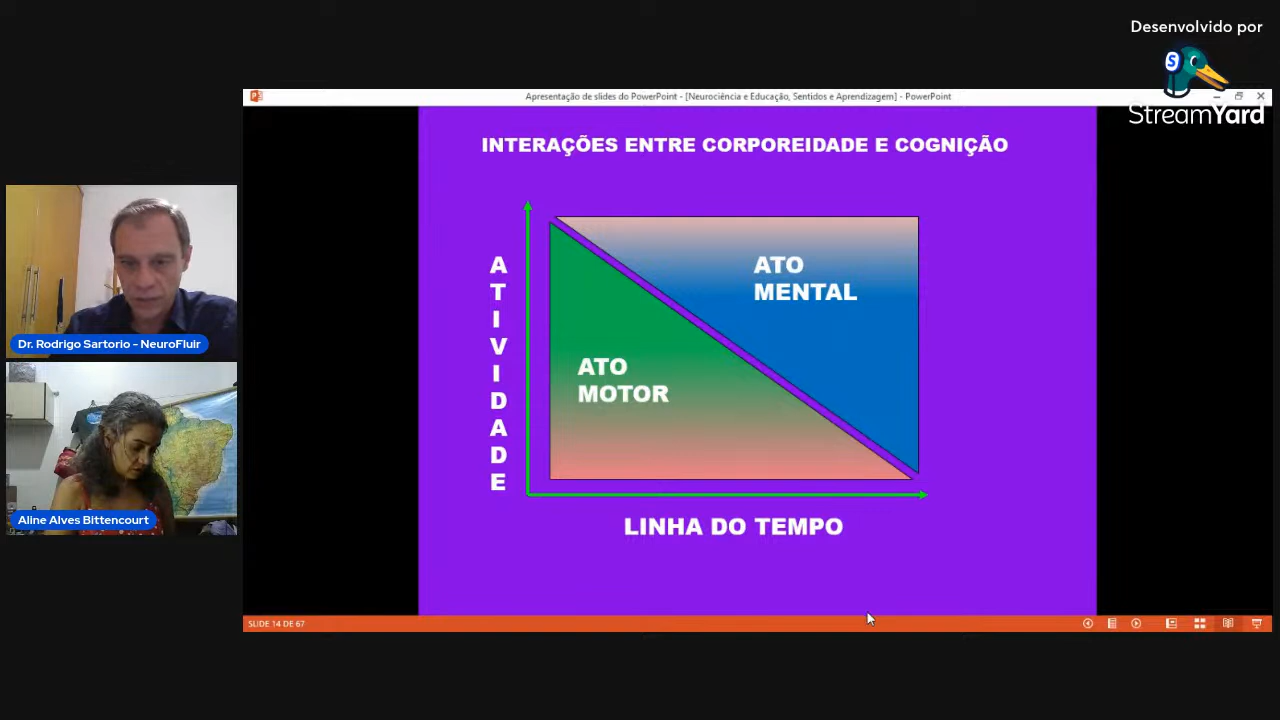 Desenvolvido por
StreamYard
Apresentação de slides do PowerPoint - [Neurociência e Educação, Sentidos e Aprendizagem] - PowerPoint
INTERAÇÕES ENTRE CORPOREIDADE E COGNIÇÃO
ATIVIDADE
ATO
MENTAL
ATO
MOTOR
LINHA DO TEMPO
Dr. Rodrigo Sartorio - NeuroFluir
Aline Alves Bittencourt
SLIDE 14 DE 67